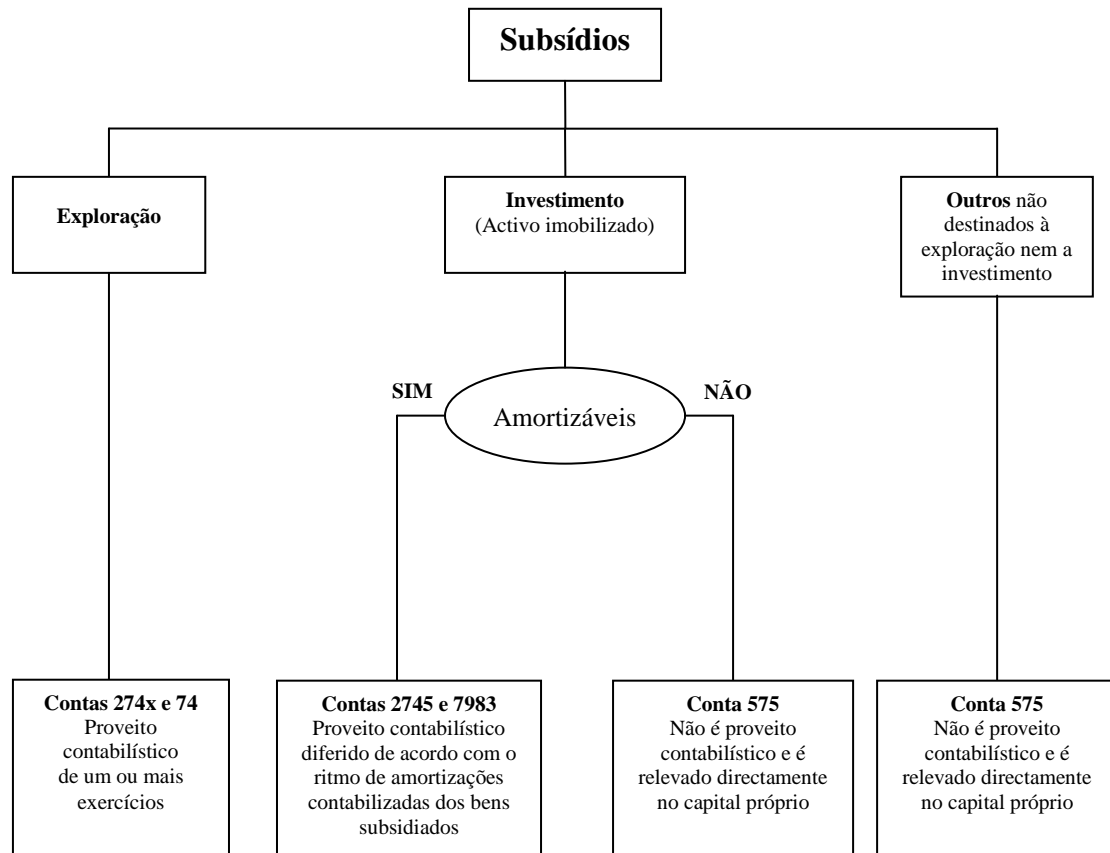 Subsídios
Exploração
Investimento
(Activo imobilizado)
Outros não
destinados à
exploração nem a
investimento
SIM
NÃO
Amortizáveis
Contas 274x e 74
Proveito
contabilístico
de um ou mais
exercícios
Contas 2745 e 7983
Proveito contabilístico
diferido de acordo com o
ritmo de amortizações
contabilizadas dos bens
subsidiados
Conta 575
Não é proveito
contabilístico e é
relevado directamente
no capital próprio
Conta 575
Não é proveito
contabilístico e é
relevado directamente
no capital próprio